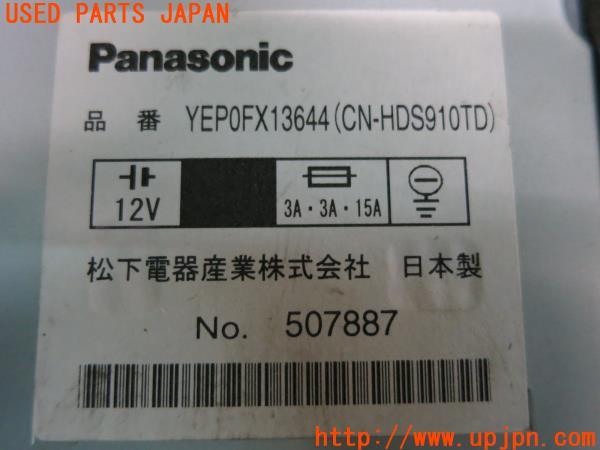 USED PARTS JAPAN
Panasonic
品 番 YEP0FX13644(CN-HDS910TD)
12V 3A・3A・15A
松下電器産業株式会社 日本製
No. 507887
http://www.upjpn.com/